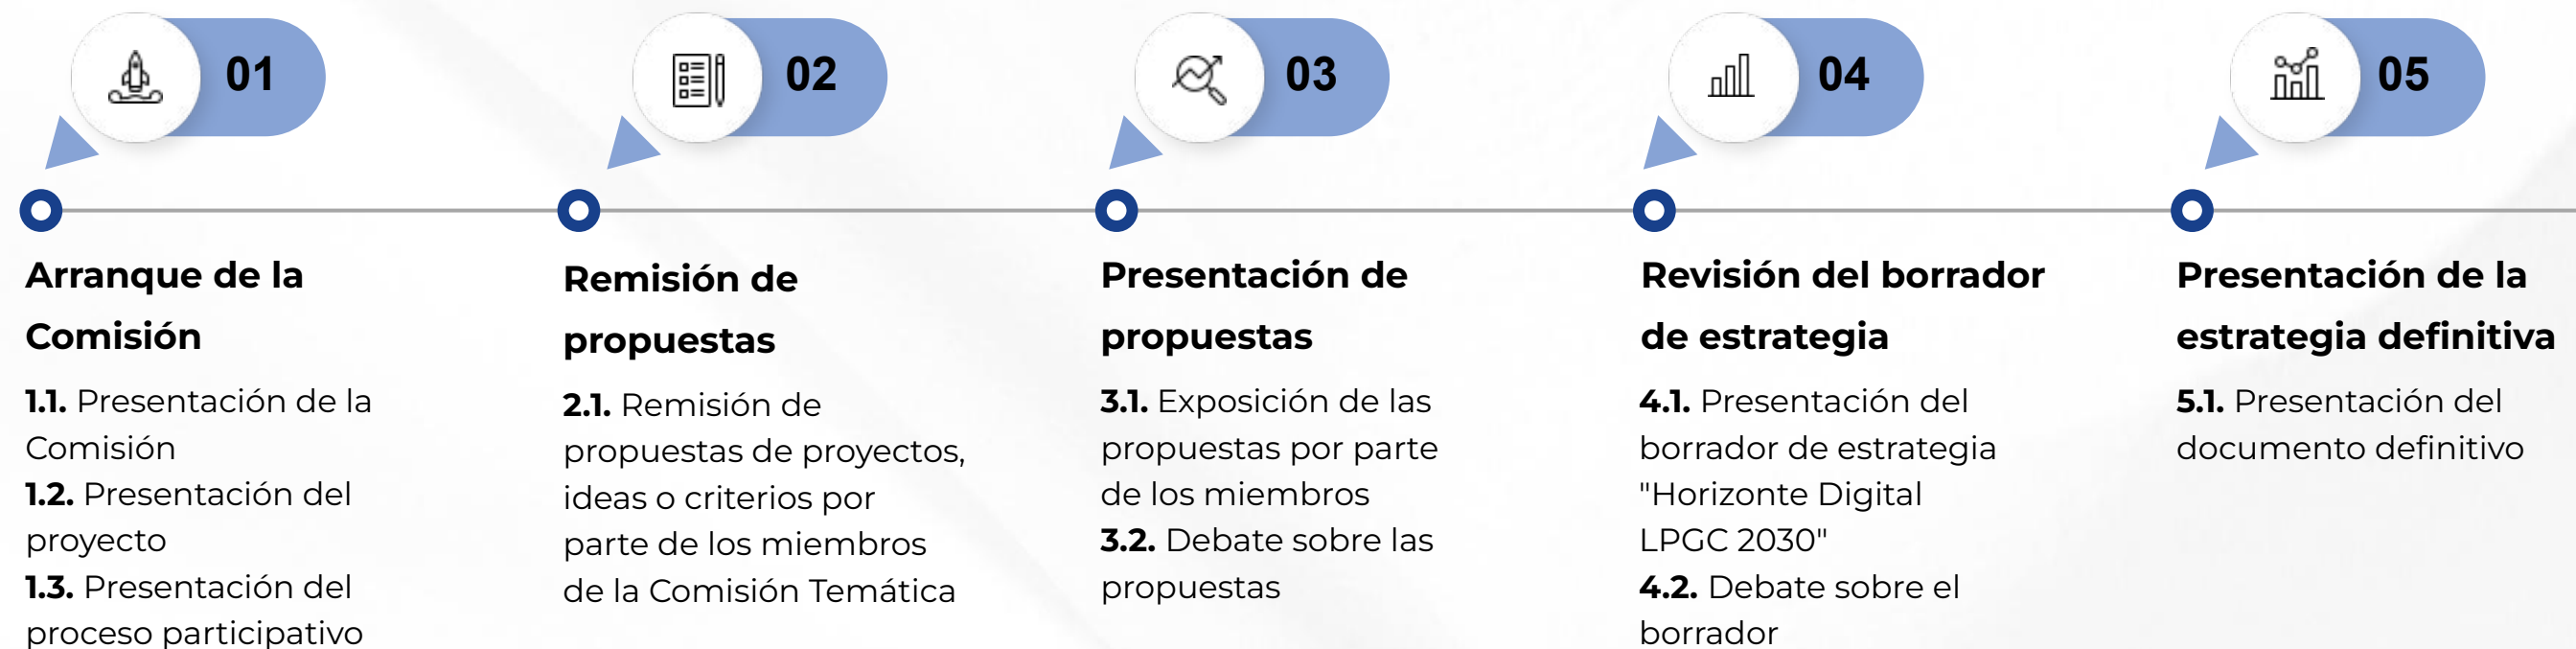 01
Arranque de la
Comisión
1.1. Presentación de la
Comisión
1.2. Presentación del
proyecto
1.3. Presentación del
proceso participativo
02
Remisión de
propuestas
2.1. Remisión de
propuestas de proyectos,
ideas o criterios por
parte de los miembros
de la Comisión Temática
03
Presentación de
propuestas
3.1. Exposición de las
propuestas por parte
de los miembros
3.2. Debate sobre las
propuestas
04
Revisión del borrador
de estrategia
4.1. Presentación del
borrador de estrategia
"Horizonte Digital
LPGC 2030"
4.2. Debate sobre el
borrador
05
Presentación de la
estrategia definitiva
5.1. Presentación del
documento definitivo